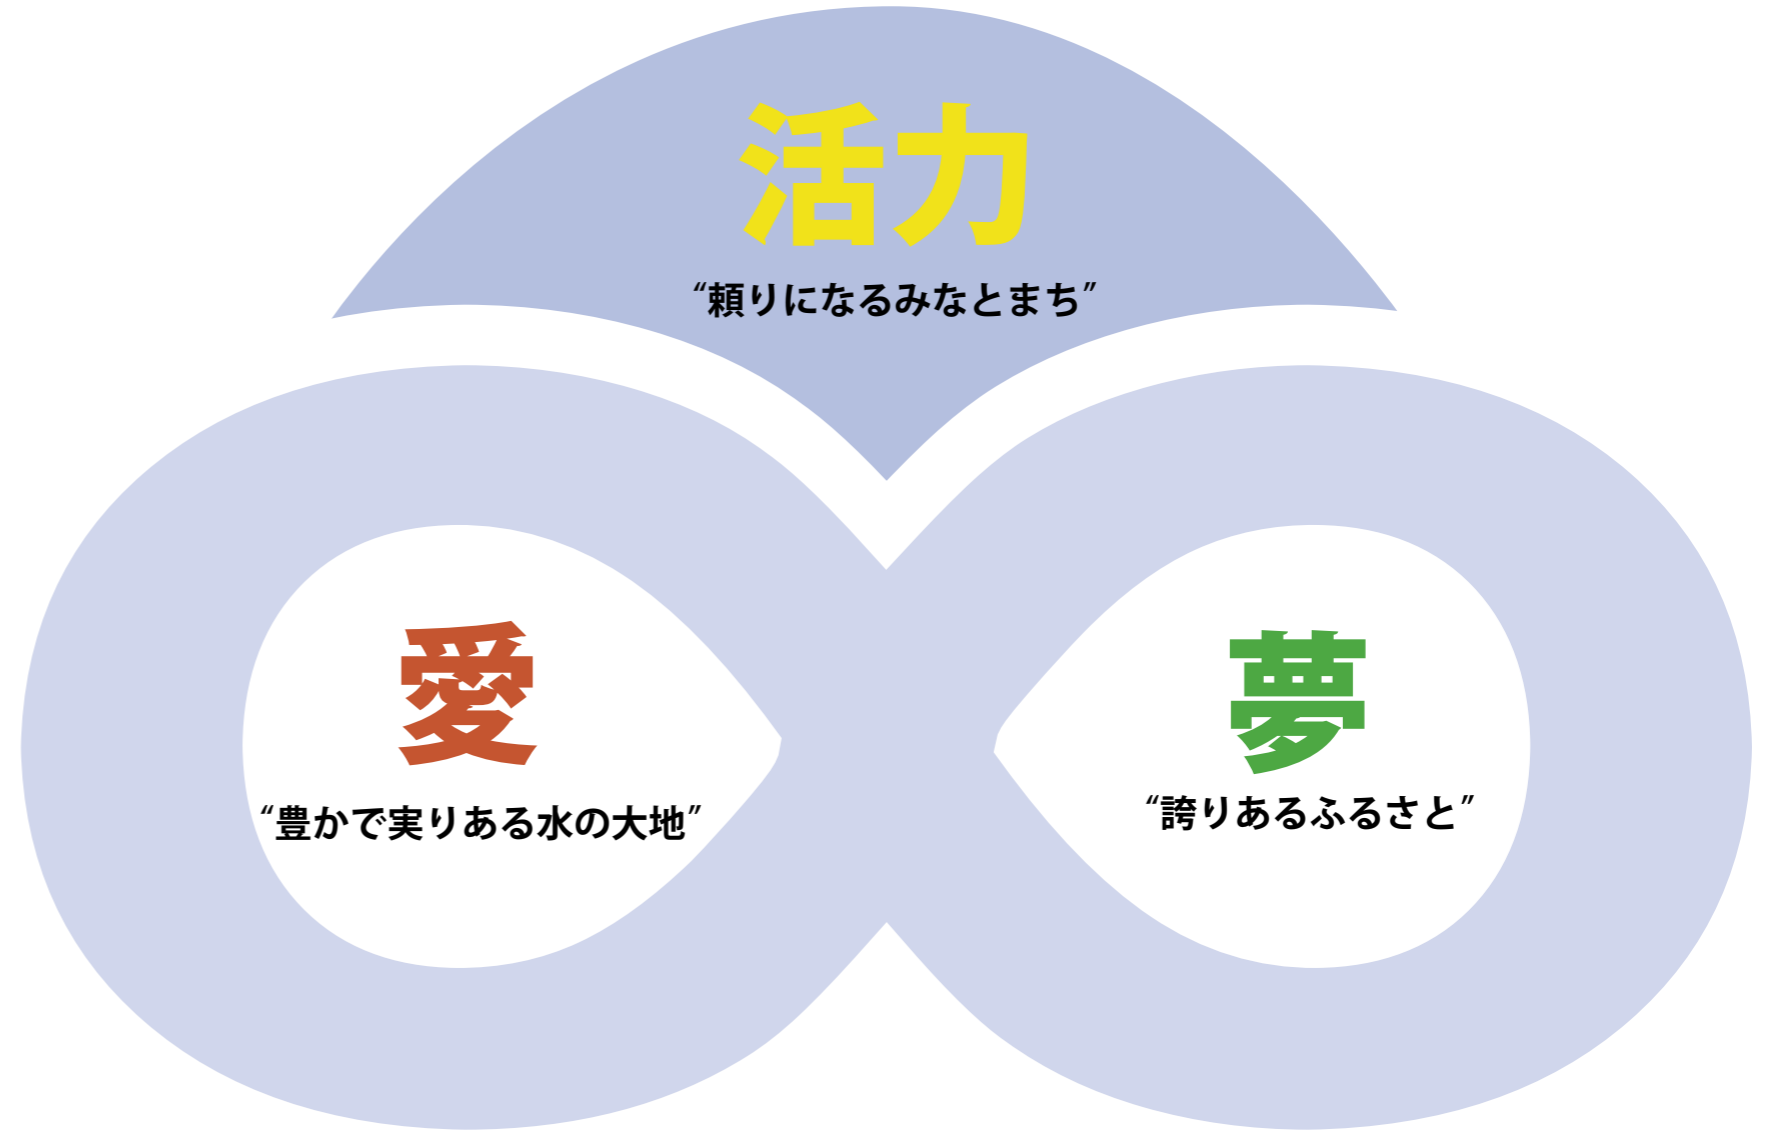 活力
“頼りになるみなとまち”
愛
“豊かで実りある水の大地”
夢
“誇りあるふるさと”